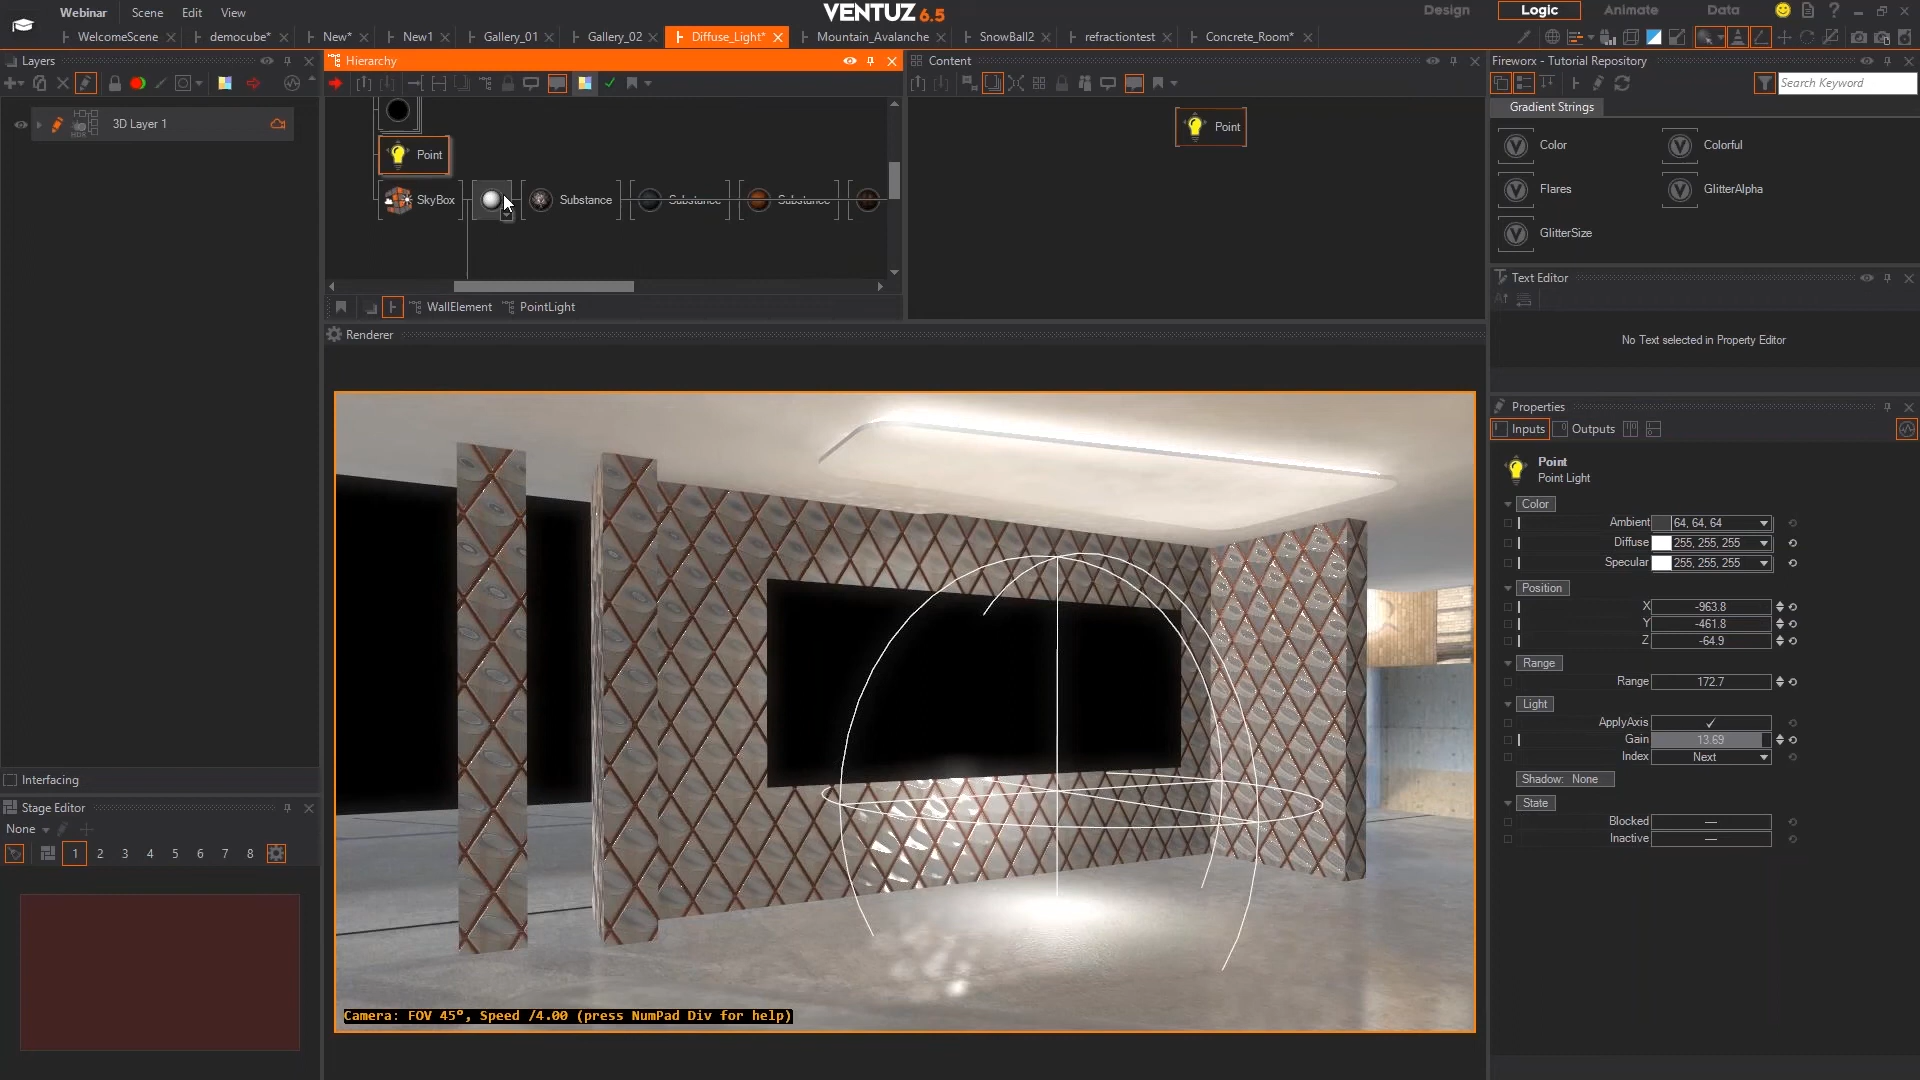 Webinar Scene Edit View VENTUZ 6.5 Design Logic Animate Data
WelcomeScene democube* New* New1 Gallery_01 Gallery_02 Diffuse_Light* Mountain_Avalanche SnowBall2 refractiontest Concrete_Room*
Layers
3D Layer 1
HDR
Interfacing
Stage Editor
None
1 2 3 4 5 6 7 8
Hierarchy
Point
SkyBox Substance Substance Substance
WallElement PointLight
Content
Point
Renderer
Camera: FOV 45°, Speed /4.00 (press NumPad Div for help)
Fireworx - Tutorial Repository
Search Keyword
Gradient Strings
Color Colorful
Flares GlitterAlpha
GlitterSize
Text Editor
No Text selected in Property Editor
Properties
Inputs Outputs
Point
Point Light
Color
Ambient 64, 64, 64
Diffuse 255, 255, 255
Specular 255, 255, 255
Position
X -963.8
Y -461.8
Z -64.9
Range
Range 172.7
Light
ApplyAxis ✓
Gain 13.69
Index Next
Shadow: None
State
Blocked —
Inactive —